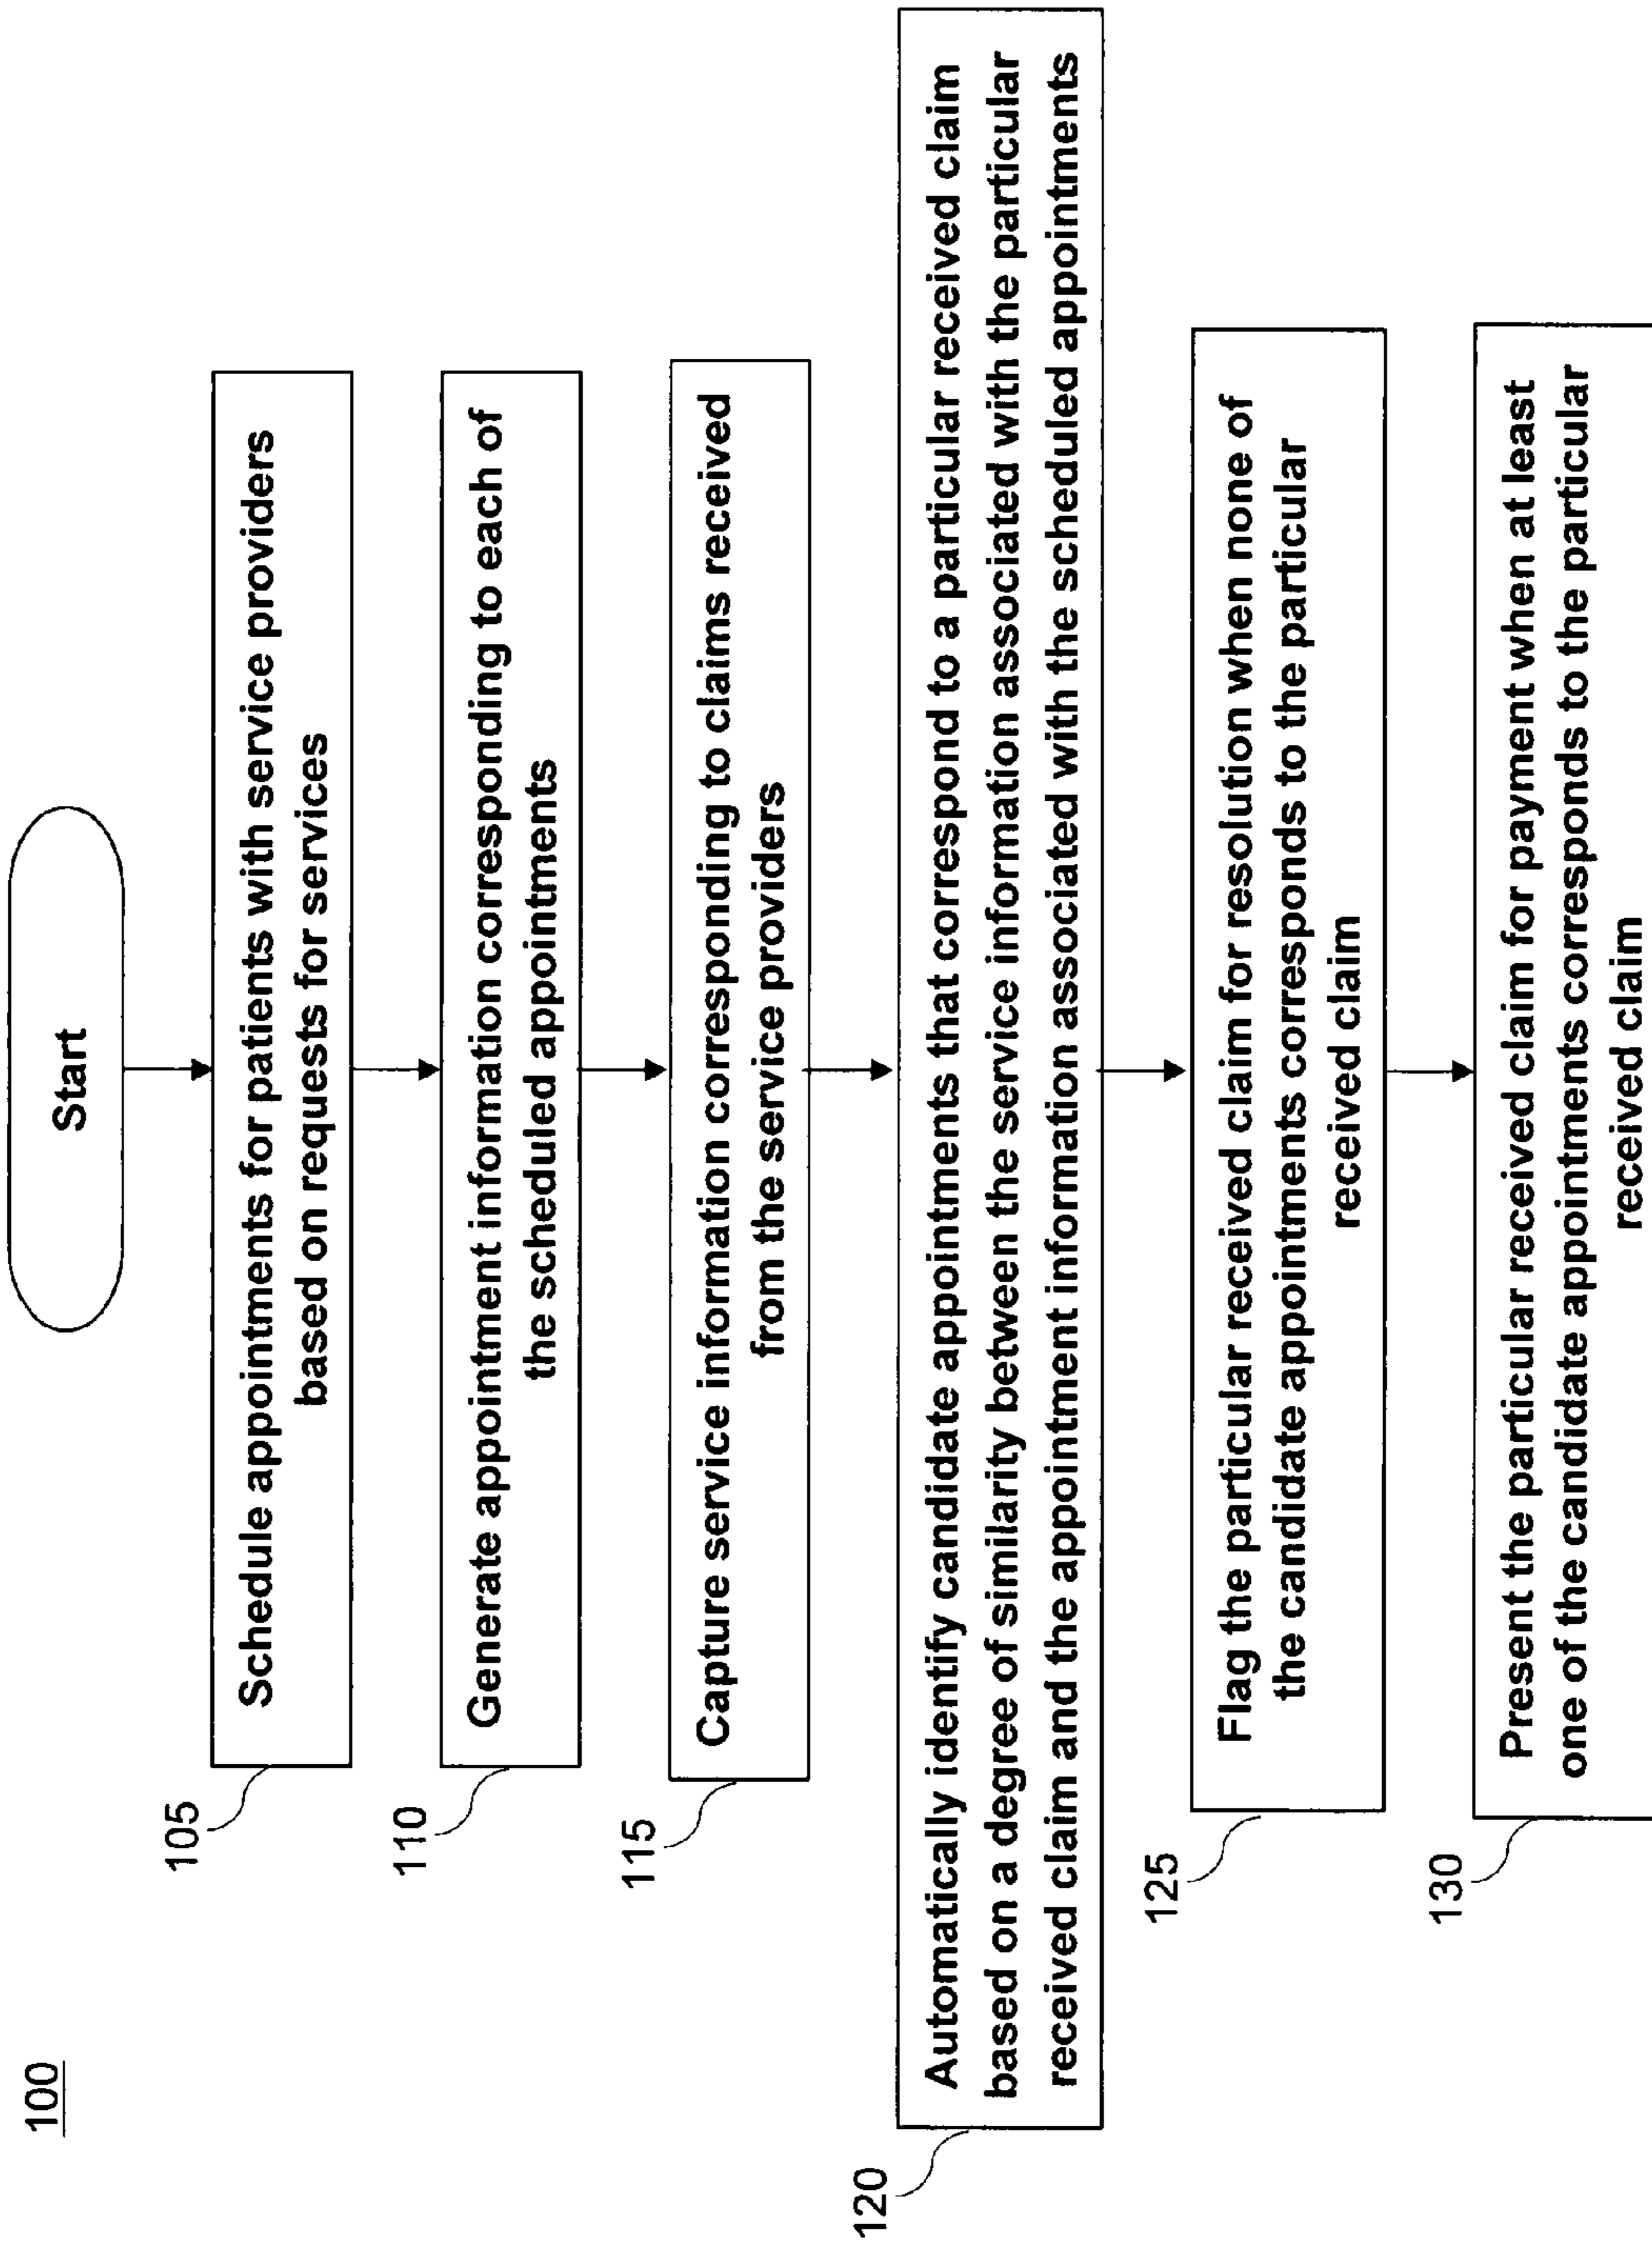 100
Start
105
Schedule appointments for patients with service providers
based on requests for services
110
Generate appointment information corresponding to each of
the scheduled appointments
115
Capture service information corresponding to claims received
from the service providers
120
Automatically identify candidate appointments that correspond to a particular received claim
based on a degree of similarity between the service information associated with the particular
received claim and the appointment information associated with the scheduled appointments
125
Flag the particular received claim for resolution when none of
the candidate appointments corresponds to the particular
received claim
130
Present the particular received claim for payment when at least
one of the candidate appointments corresponds to the particular
received claim